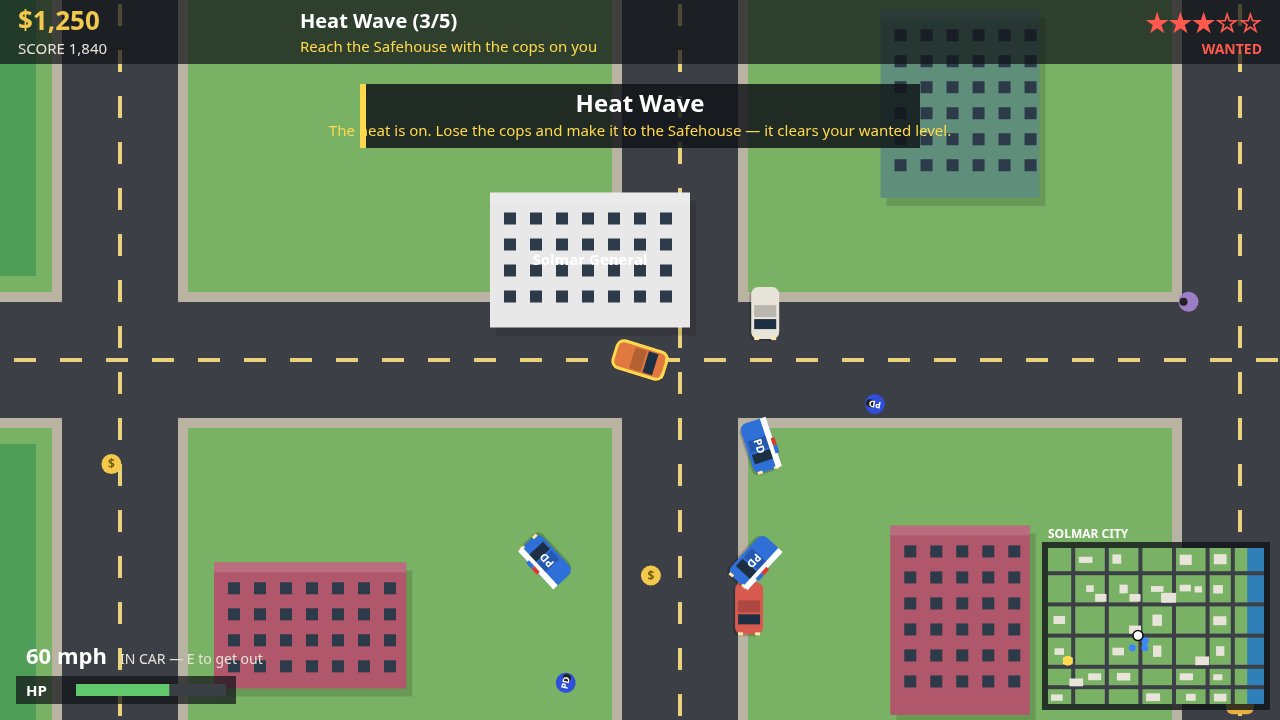 $1,250
SCORE 1,840
Heat Wave (3/5)
Reach the Safehouse with the cops on you
★★★☆☆
WANTED
Heat Wave
The heat is on. Lose the cops and make it to the Safehouse — it clears your wanted level.
Solmar General
PD
PD
$
PD
PD
$
SOLMAR CITY
60 mph
IN CAR — E to get out
PD
HP